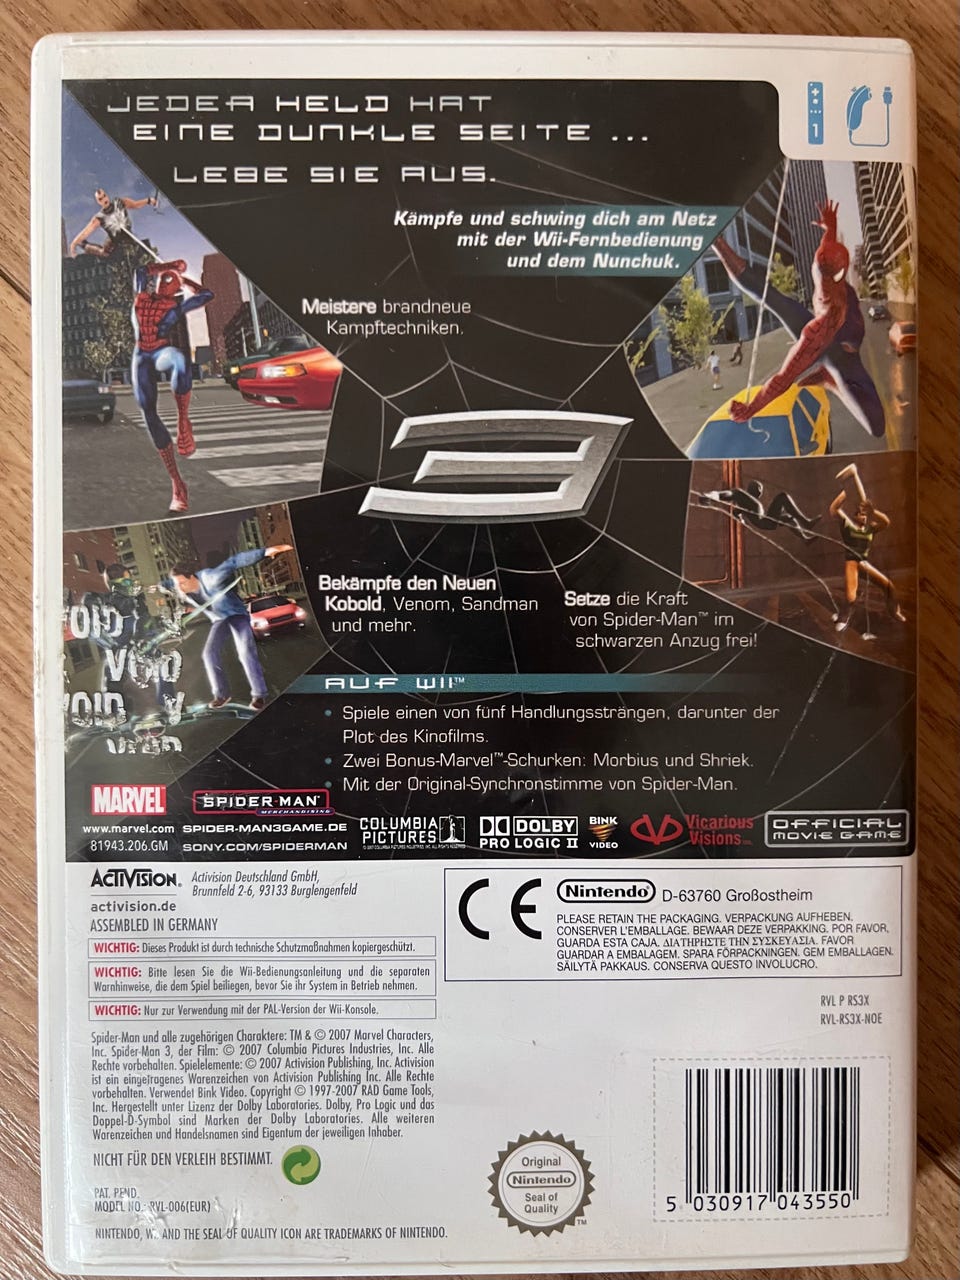 JEDER HELD HAT
EINE DUNKLE SEITE ...
LEBE SIE AUS.
1
Kämpfe und schwing dich am Netz
mit der Wii-Fernbedienung
und dem Nunchuk.
Meistere brandneue
Kampftechniken.
3
Bekämpfe den Neuen
Kobold, Venom, Sandman
und mehr.
Setze die Kraft
von Spider-Man™ im
schwarzen Anzug frei!
OID V
VOID
VOID V
VOID
AUF WII™
• Spiele einen von fünf Handlungssträngen, darunter der
Plot des Kinofilms.
• Zwei Bonus-Marvel™-Schurken: Morbius und Shriek.
• Mit der Original-Synchronstimme von Spider-Man.
MARVEL
www.marvel.com
81943.206.GM
SPIDER-MAN™
MERCHANDISING
SPIDER-MAN3GAME.DE
SONY.COM/SPIDERMAN
COLUMBIA
PICTURES
DOLBY
PRO LOGIC II
BINK
VIDEO
Vicarious
Visions
OFFICIAL
MOVIE GAME
ACTIVISION®
activision.de
Activision Deutschland GmbH,
Brunnfeld 2-6, 93133 Burglengenfeld
ASSEMBLED IN GERMANY
WICHTIG: Dieses Produkt ist durch technische Schutzmaßnahmen kopiergeschützt.
WICHTIG: Bitte lesen Sie die Wii-Bedienungsanleitung und die separaten
Warnhinweise, die dem Spiel beiliegen, bevor Sie ihr System in Betrieb nehmen.
WICHTIG: Nur zur Verwendung mit der PAL-Version der Wii-Konsole.
CE
Nintendo® D-63760 Großostheim
PLEASE RETAIN THE PACKAGING. VERPACKUNG AUFHEBEN.
CONSERVER L'EMBALLAGE. BEWAAR DEZE VERPAKKING. POR FAVOR,
GUARDA ESTA CAJA. ΔΙΑΤΗΡΗΣΤΕ ΤΗΝ ΣΥΣΚΕΥΑΣΙΑ. FAVOR
GUARDAR A EMBALAGEM. SPARA FÖRPACKNINGEN. GEM EMBALLAGEN.
SÄILYTÄ PAKKAUS. CONSERVA QUESTO INVOLUCRO.
RVL P RS3X
RVL-RS3X-NOE
Spider-Man und alle zugehörigen Charaktere: TM & © 2007 Marvel Characters,
Inc. Spider-Man 3, der Film: © 2007 Columbia Pictures Industries, Inc. Alle
Rechte vorbehalten. Spielelemente: © 2007 Activision Publishing, Inc. Activision
ist ein eingetragenes Warenzeichen von Activision Publishing Inc. Alle Rechte
vorbehalten. Verwendet Bink Video. Copyright © 1997-2007 RAD Game Tools,
Inc. Hergestellt unter Lizenz der Dolby Laboratories. Dolby, Pro Logic und das
Doppel-D-Symbol sind Marken der Dolby Laboratories. Alle weiteren
Warenzeichen und Handelsnamen sind Eigentum der jeweiligen Inhaber.
NICHT FÜR DEN VERLEIH BESTIMMT.
PAT. PEND.
MODEL NO.: RVL-006(EUR)
NINTENDO, Wii AND THE SEAL OF QUALITY ICON ARE TRADEMARKS OF NINTENDO.
Original
Nintendo
Seal of
Quality
™
5 030917 043550